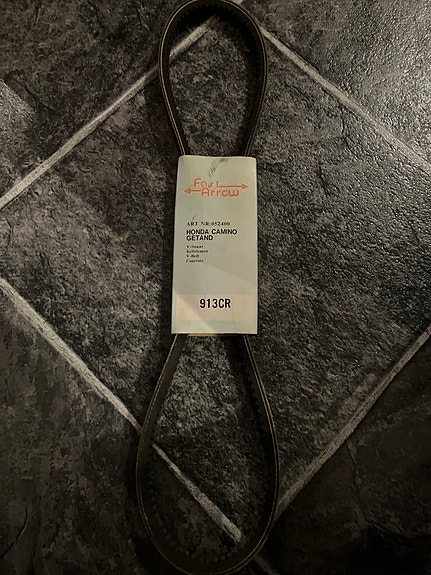 Fast
Arrow
ART NR:052400
HONDA CAMINO
GETAND
V-Snaar
Keilriemen
V-Belt
Courroie
913CR